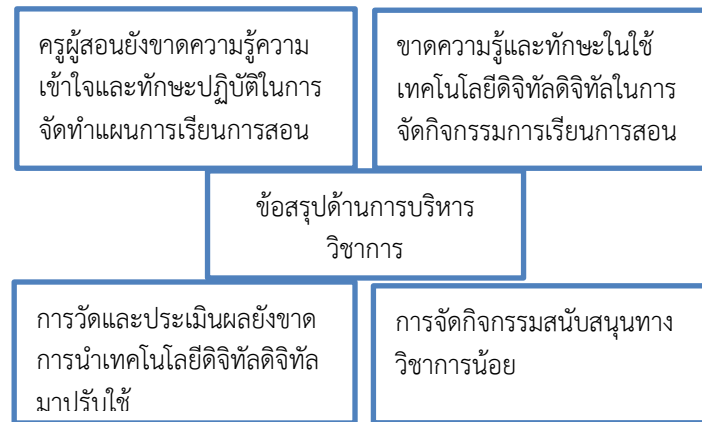 ครูผู้สอนยังขาดความรู้ความ
เข้าใจและทักษะปฏิบัติในการ
จัดทำแผนการเรียนการสอน
ขาดความรู้และทักษะในใช้
เทคโนโลยีดิจิทัลดิจิทัลในการ
จัดกิจกรรมการเรียนการสอน
ข้อสรุปด้านการบริหาร
วิชาการ
การวัดและประเมินผลยังขาด
การนำเทคโนโลยีดิจิทัลดิจิทัล
มาปรับใช้
การจัดกิจกรรมสนับสนุนทาง
วิชาการน้อย